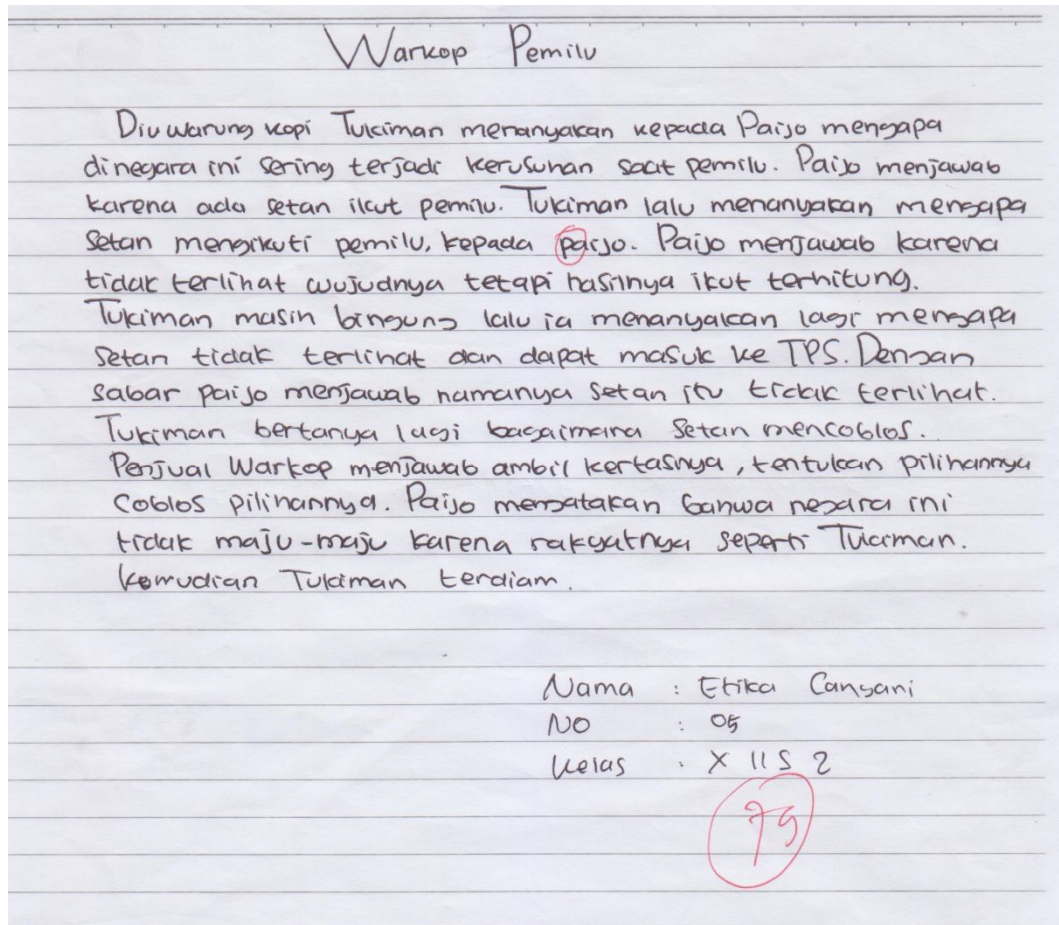 Warkop Pemilu
Diwarung kopi Tukiman menanyakan kepada Paijo mengapa
dinegara ini sering terjadi kerusuhan saat pemilu. Paijo menjawab
karena ada setan ikut pemilu. Tukiman lalu menanyakan mengapa
Setan mengikuti pemilu, kepada paijo. Paijo menjawab karena
tidak terlihat wujudnya tetapi hasilnya ikut terhitung.
Tukiman masih bingung lalu ia menanyakan lagi mengapa
Setan tidak terlihat dan dapat masuk ke TPS. Dengan
sabar paijo menjawab namanya setan itu tidak terlihat.
Tukiman bertanya lagi bagaimana Setan mencoblos.
Penjual Warkop menjawab ambil kertasnya, tentukan pilihannya
Coblos pilihannya. Paijo mengatakan bahwa negara ini
tidak maju-maju karena rakyatnya seperti Tukiman.
kemudian Tukiman terdiam.
Nama : Etika Cahyani
NO : 05
Kelas : X IIS 2
79